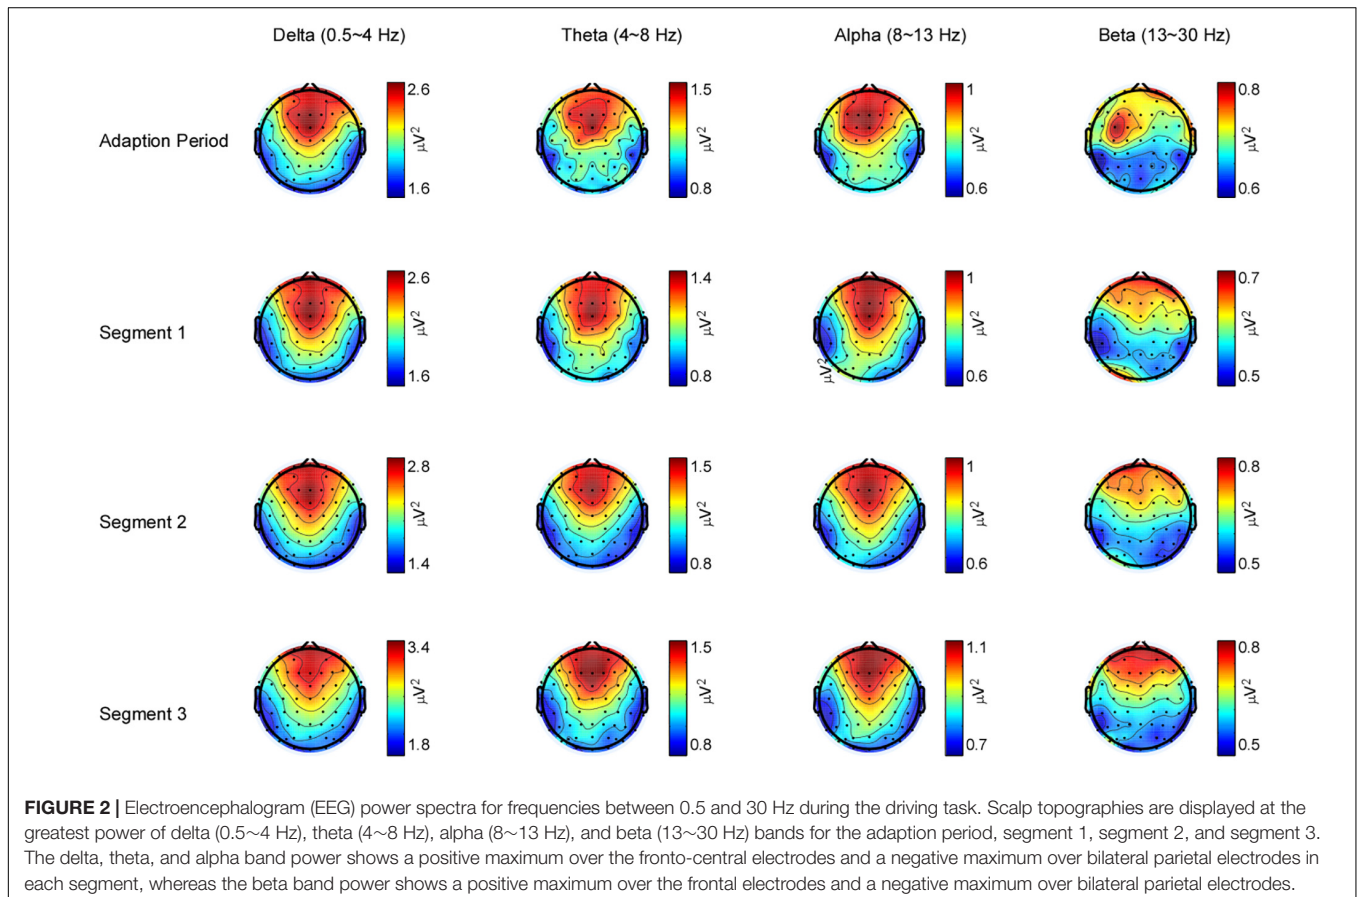 Delta (0.5~4 Hz) Theta (4~8 Hz) Alpha (8~13 Hz) Beta (13~30 Hz)
Adaption Period
2.6 μV² 1.6
1.5 μV² 0.8
1 μV² 0.6
0.8 μV² 0.6
Segment 1
2.6 μV² 1.6
1.4 μV² 0.8
μV²
1 μV² 0.6
0.7 μV² 0.5
Segment 2
2.8 μV² 1.4
1.5 μV² 0.8
1 μV² 0.6
0.8 μV² 0.5
Segment 3
3.4 μV² 1.8
1.5 μV² 0.8
1.1 μV² 0.7
0.8 μV² 0.5
FIGURE 2 | Electroencephalogram (EEG) power spectra for frequencies between 0.5 and 30 Hz during the driving task. Scalp topographies are displayed at the
greatest power of delta (0.5~4 Hz), theta (4~8 Hz), alpha (8~13 Hz), and beta (13~30 Hz) bands for the adaption period, segment 1, segment 2, and segment 3.
The delta, theta, and alpha band power shows a positive maximum over the fronto-central electrodes and a negative maximum over bilateral parietal electrodes in
each segment, whereas the beta band power shows a positive maximum over the frontal electrodes and a negative maximum over bilateral parietal electrodes.